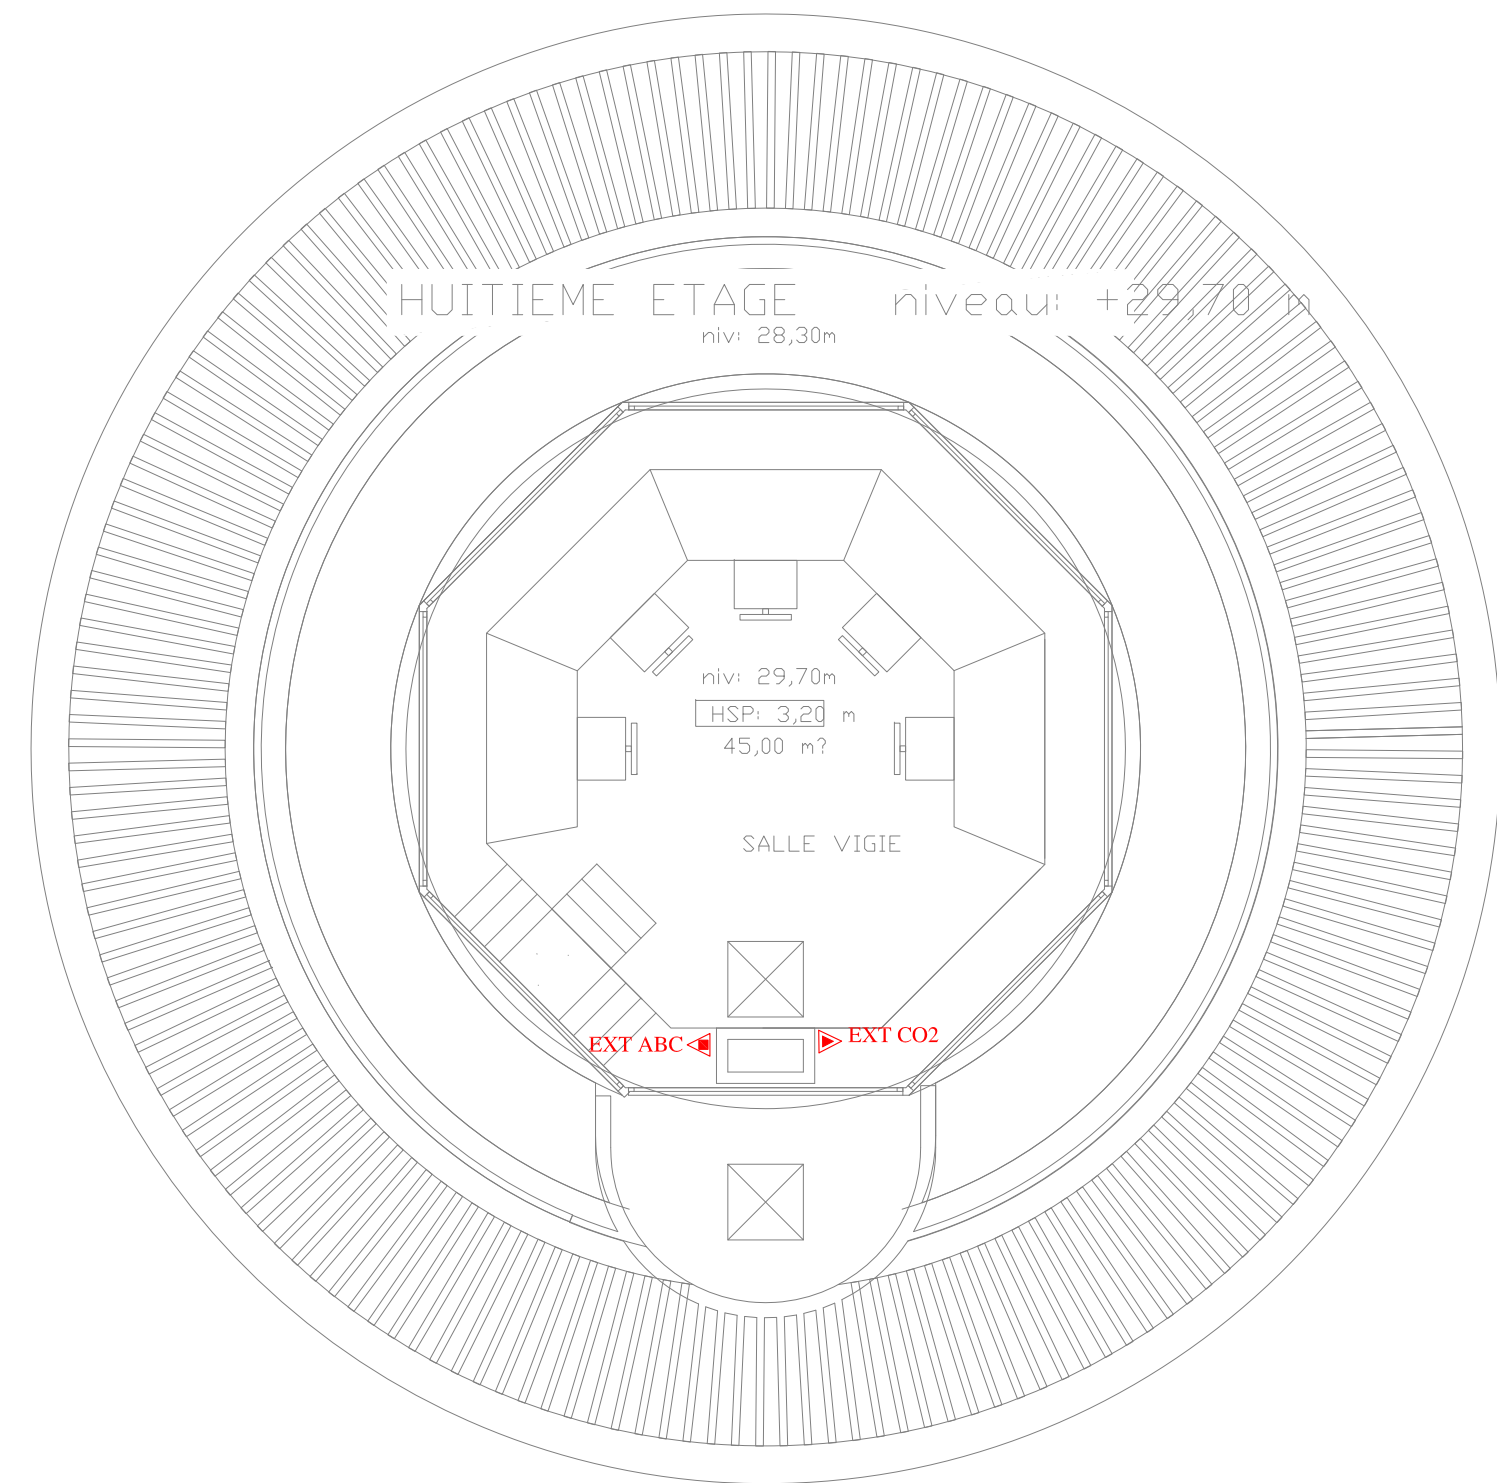 HUITIEME ETAGE niveau: +29,70 m
niv: 28,30m
niv: 29,70m
HSP: 3,20 m
45,00 m?
SALLE VIGIE
EXT ABC
EXT CO2